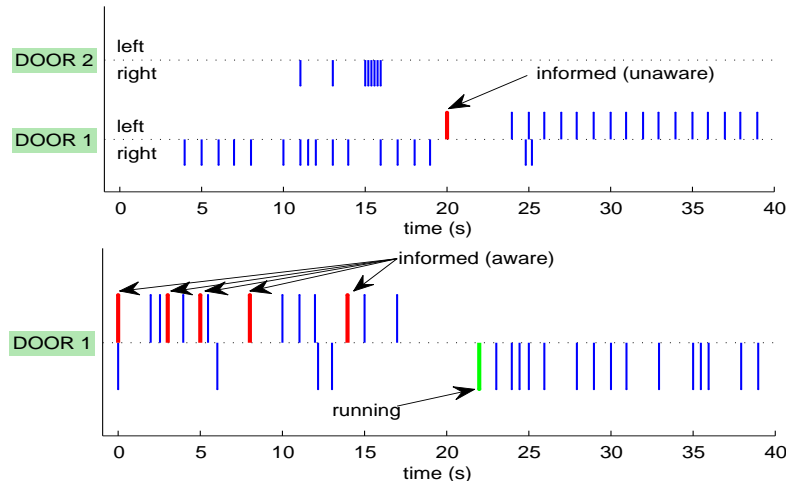 left
DOOR 2
right
informed (unaware)
left
DOOR 1
right
0 5 10 15 20 25 30 35 40
time (s)
informed (aware)
DOOR 1
running
0 5 10 15 20 25 30 35 40
time (s)